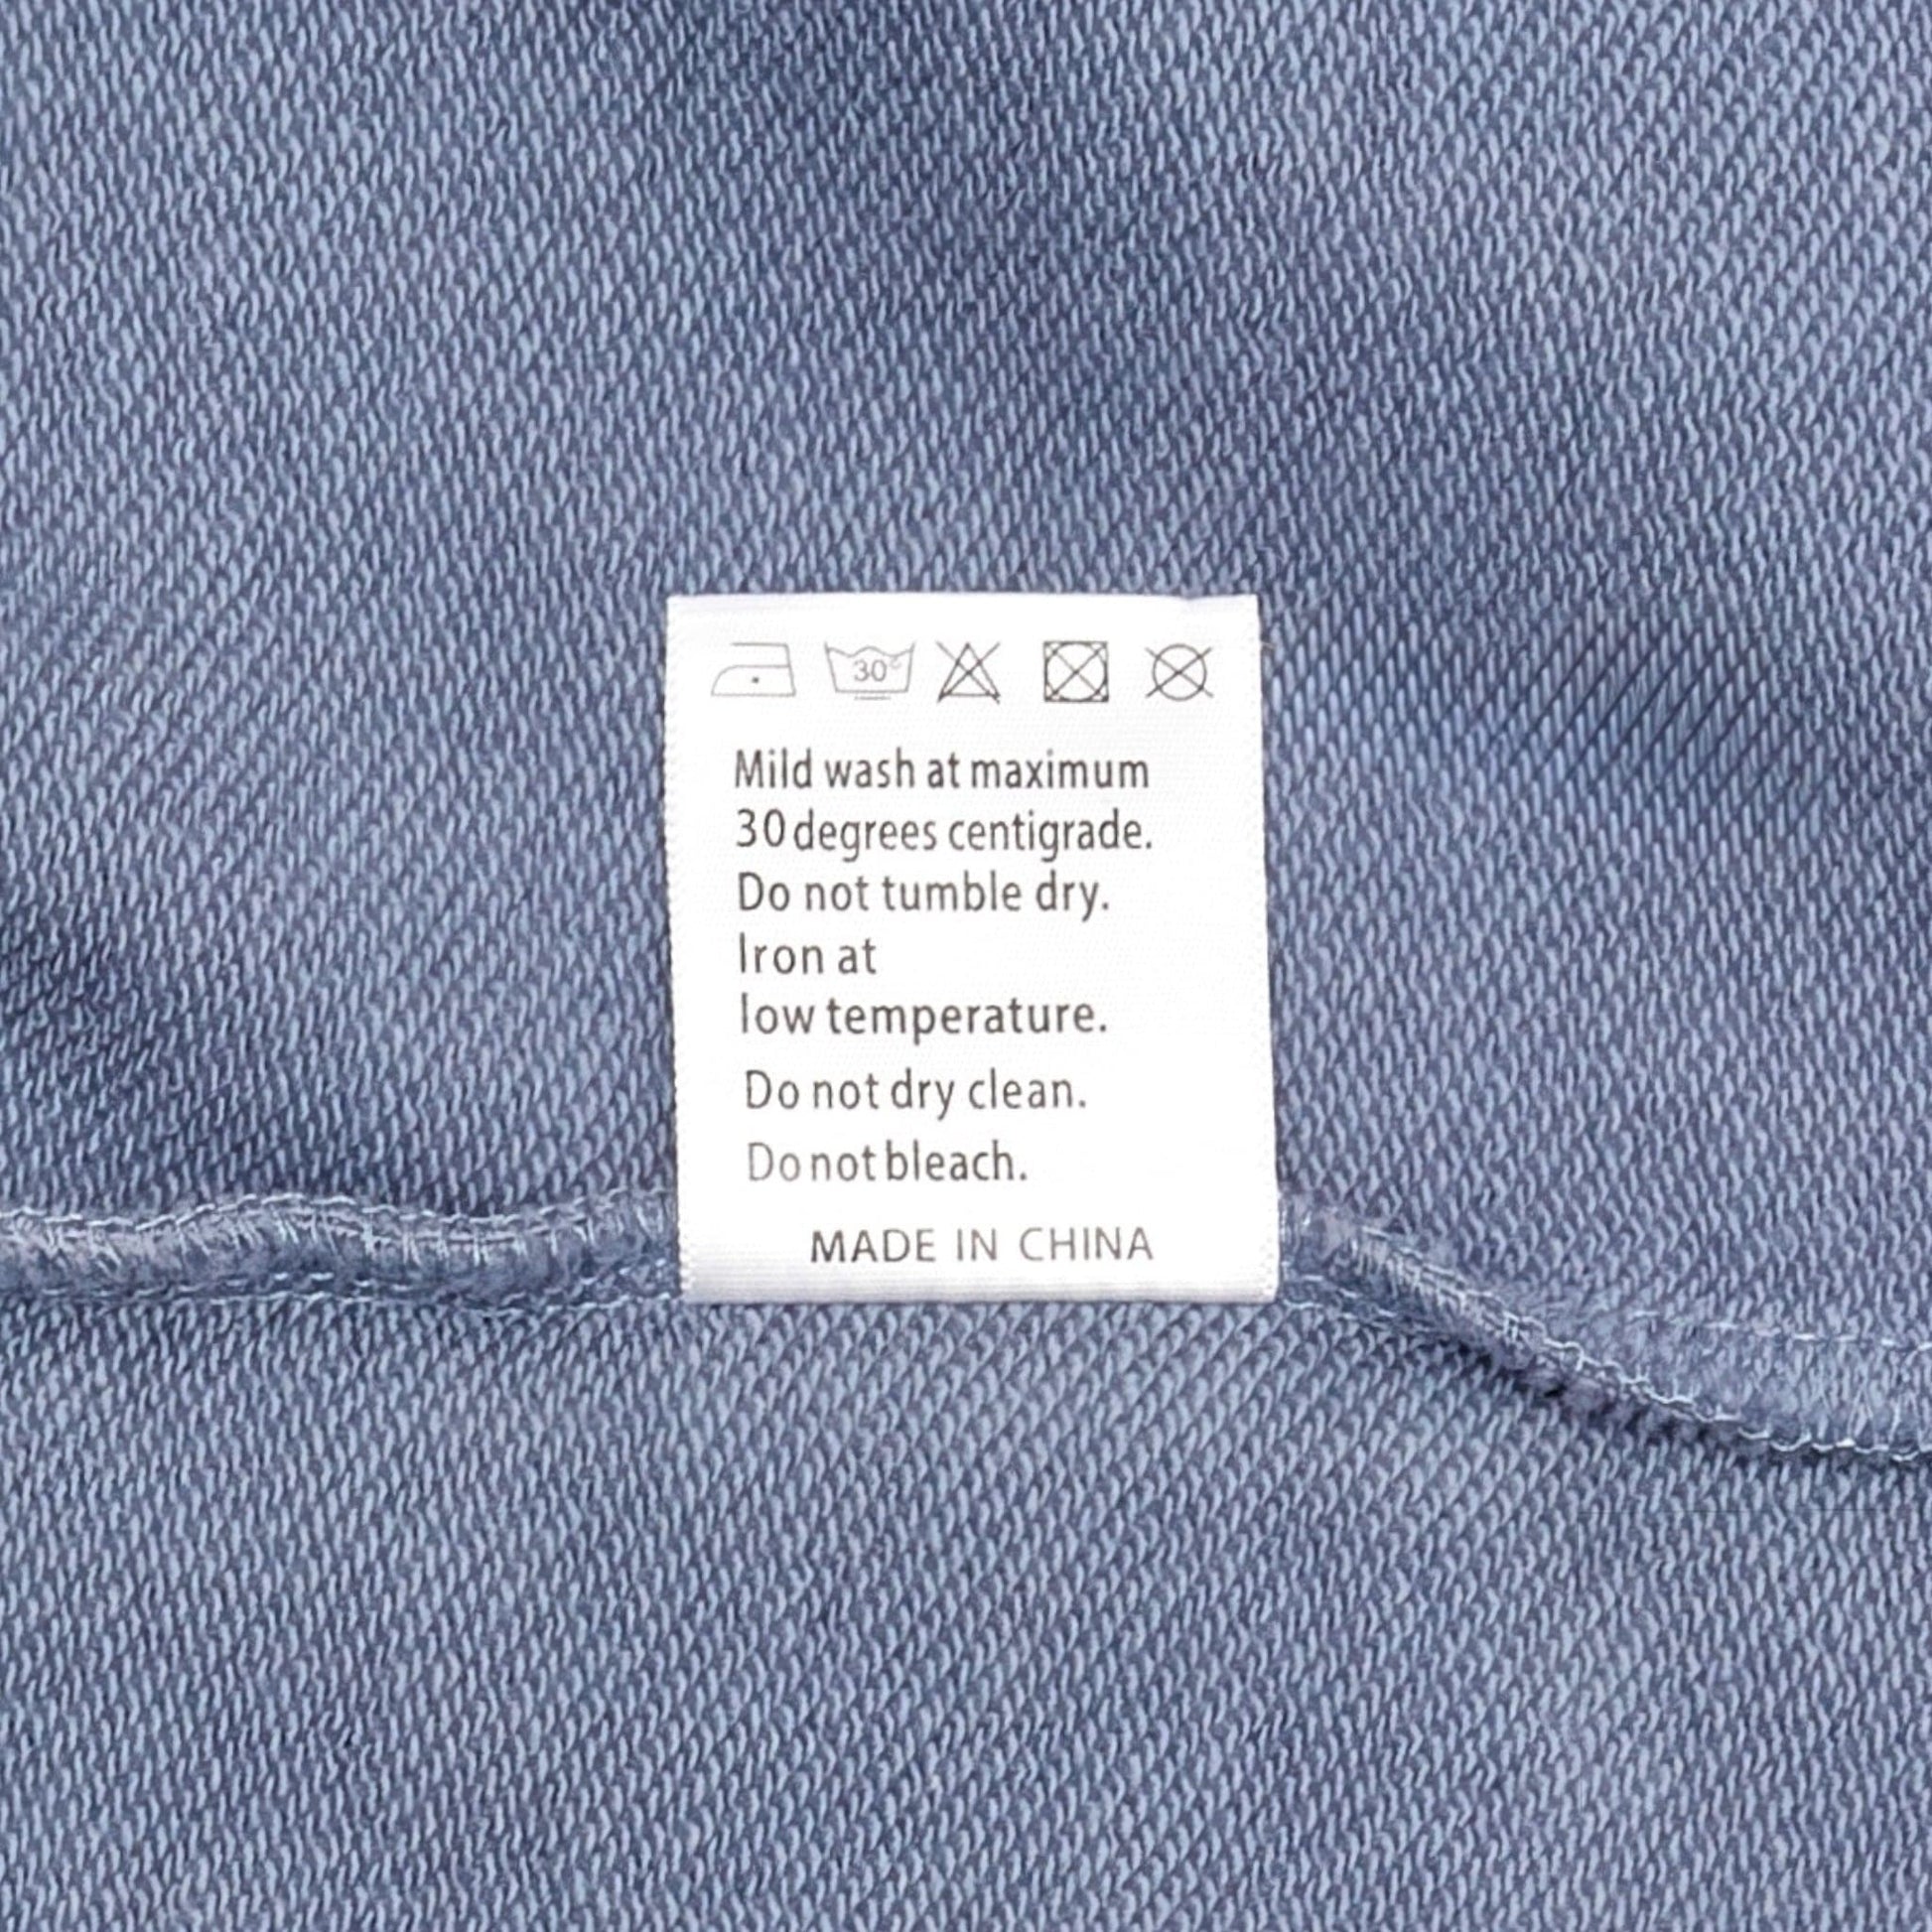 30°C
Mild wash at maximum
30 degrees centigrade.
Do not tumble dry.
Iron at
low temperature.
Do not dry clean.
Do not bleach.
MADE IN CHINA